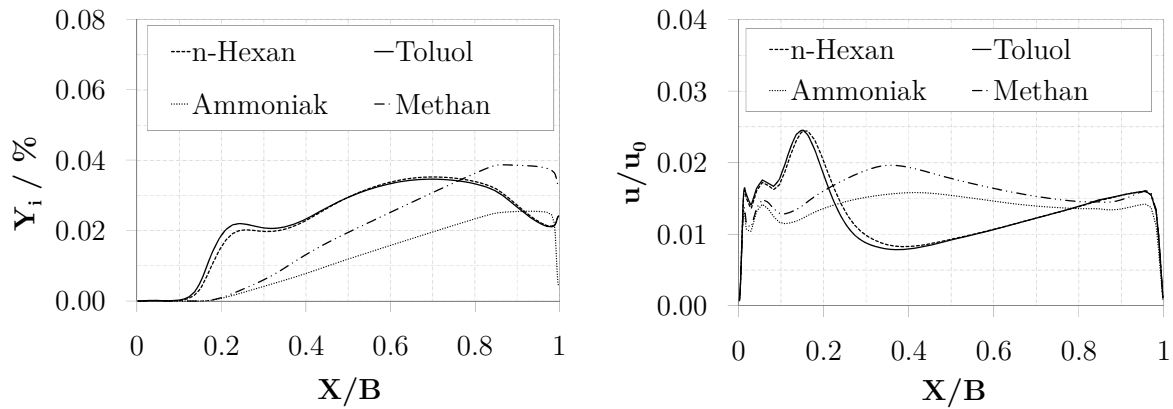 0.08
n-Hexan Toluol
0.06
Ammoniak Methan
Y_i / %
0.04
0.02
0.00
0 0.2 0.4 0.6 0.8 1
X/B
0.04
n-Hexan Toluol
0.03
Ammoniak Methan
u/u_0
0.02
0.01
0.00
0 0.2 0.4 0.6 0.8 1
X/B